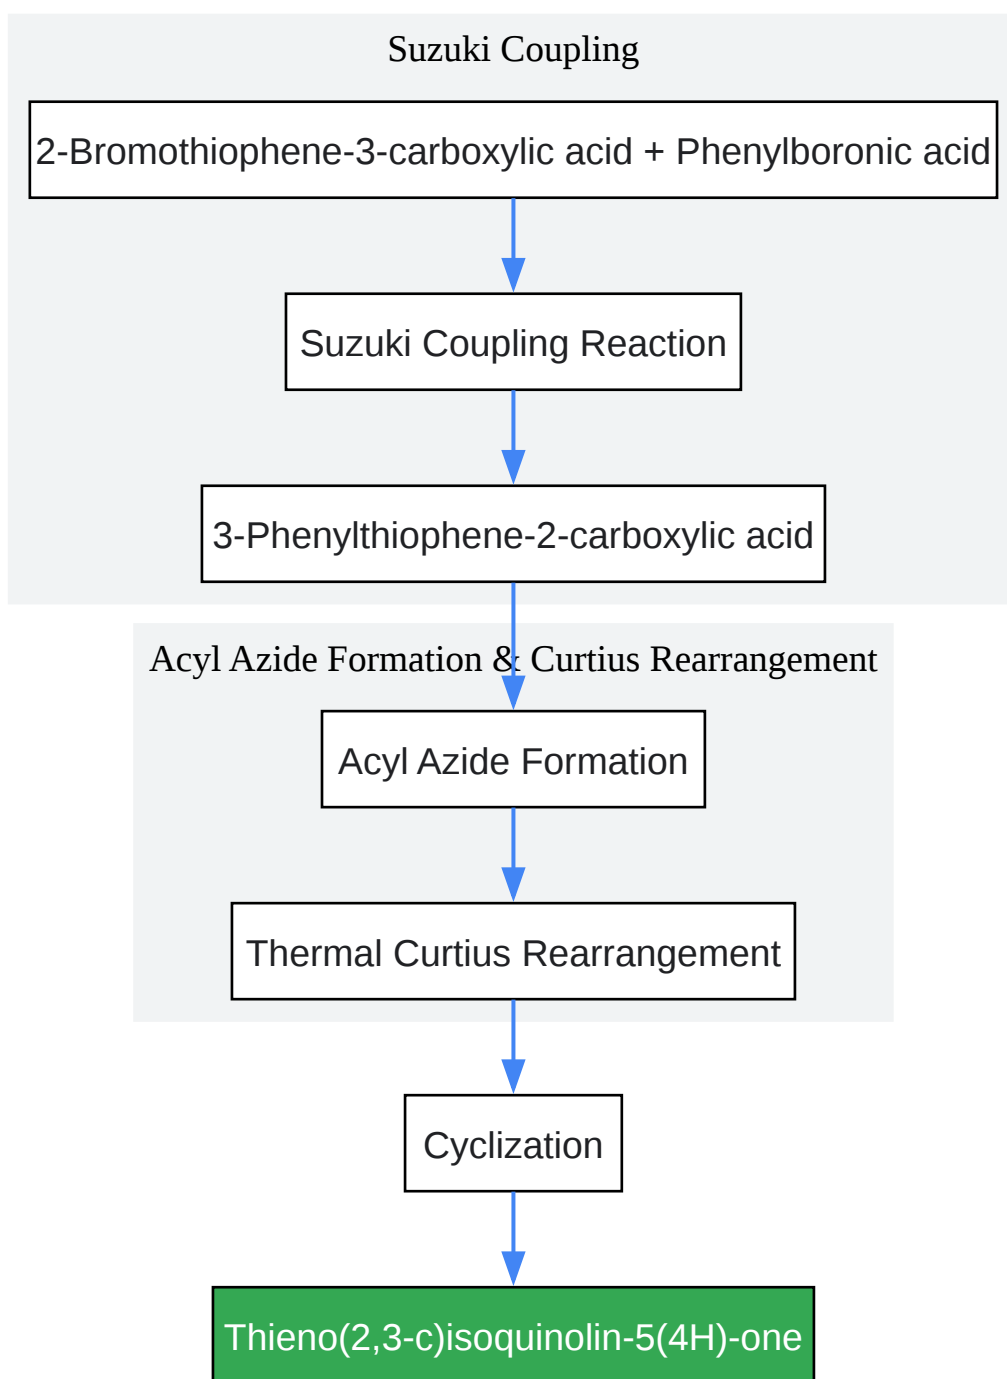 Suzuki Coupling
2-Bromothiophene-3-carboxylic acid + Phenylboronic acid
Suzuki Coupling Reaction
3-Phenylthiophene-2-carboxylic acid
Acyl Azide Formation & Curtius Rearrangement
Acyl Azide Formation
Thermal Curtius Rearrangement
Cyclization
Thieno(2,3-c)isoquinolin-5(4H)-one